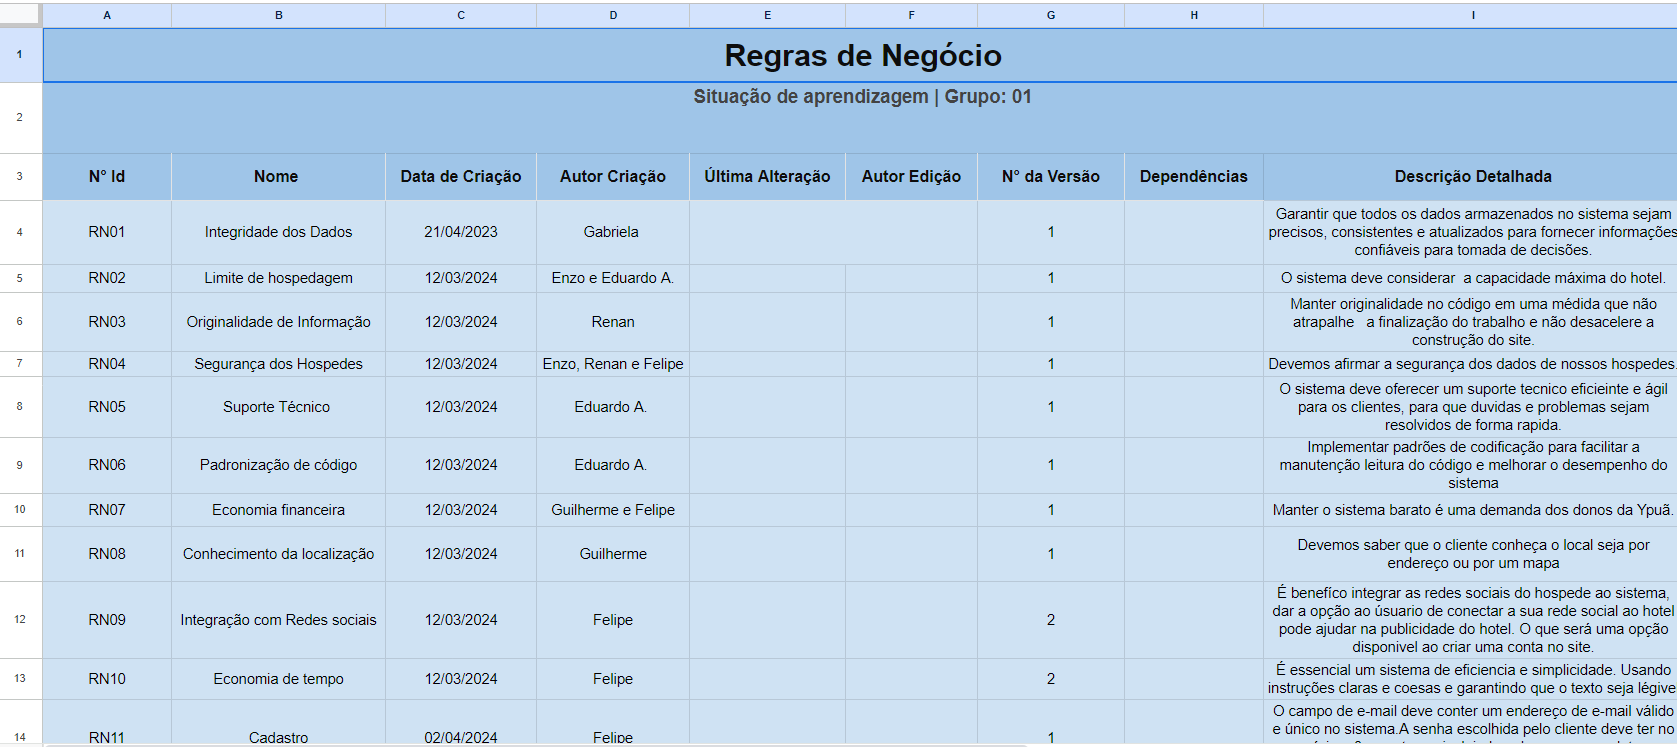 A B C D E F G H I
1 Regras de Negócio
2 Situação de aprendizagem | Grupo: 01
3 N° Id Nome Data de Criação Autor Criação Última Alteração Autor Edição N° da Versão Dependências Descrição Detalhada
4 RN01 Integridade dos Dados 21/04/2023 Gabriela 1 Garantir que todos os dados armazenados no sistema sejam
precisos, consistentes e atualizados para fornecer informações
confiáveis para tomada de decisões.
5 RN02 Limite de hospedagem 12/03/2024 Enzo e Eduardo A. 1 O sistema deve considerar  a capacidade máxima do hotel.
6 RN03 Originalidade de Informação 12/03/2024 Renan 1 Manter originalidade no código em uma médida que não
atrapalhe   a finalização do trabalho e não desacelere a
construção do site.
7 RN04 Segurança dos Hospedes 12/03/2024 Enzo, Renan e Felipe 1 Devemos afirmar a segurança dos dados de nossos hospedes.
8 RN05 Suporte Técnico 12/03/2024 Eduardo A. 1 O sistema deve oferecer um suporte tecnico eficieinte e ágil
para os clientes, para que duvidas e problemas sejam
resolvidos de forma rapida.
9 RN06 Padronização de código 12/03/2024 Eduardo A. 1 Implementar padrões de codificação para facilitar a
manutenção leitura do código e melhorar o desempenho do
sistema
10 RN07 Economia financeira 12/03/2024 Guilherme e Felipe 1 Manter o sistema barato é uma demanda dos donos da Ypuã.
11 RN08 Conhecimento da localização 12/03/2024 Guilherme 1 Devemos saber que o cliente conheça o local seja por
endereço ou por um mapa
12 RN09 Integração com Redes sociais 12/03/2024 Felipe 2 É benefíco integrar as redes sociais do hospede ao sistema,
dar a opção ao úsuario de conectar a sua rede social ao hotel
pode ajudar na publicidade do hotel. O que será uma opção
disponivel ao criar uma conta no site.
13 RN10 Economia de tempo 12/03/2024 Felipe 2 É essencial um sistema de eficiencia e simplicidade. Usando
instruções claras e coesas e garantindo que o texto seja légive
14 RN11 Cadastro 02/04/2024 Felipe 1 O campo de e-mail deve conter um endereço de e-mail válido
e único no sistema.A senha escolhida pelo cliente deve ter no